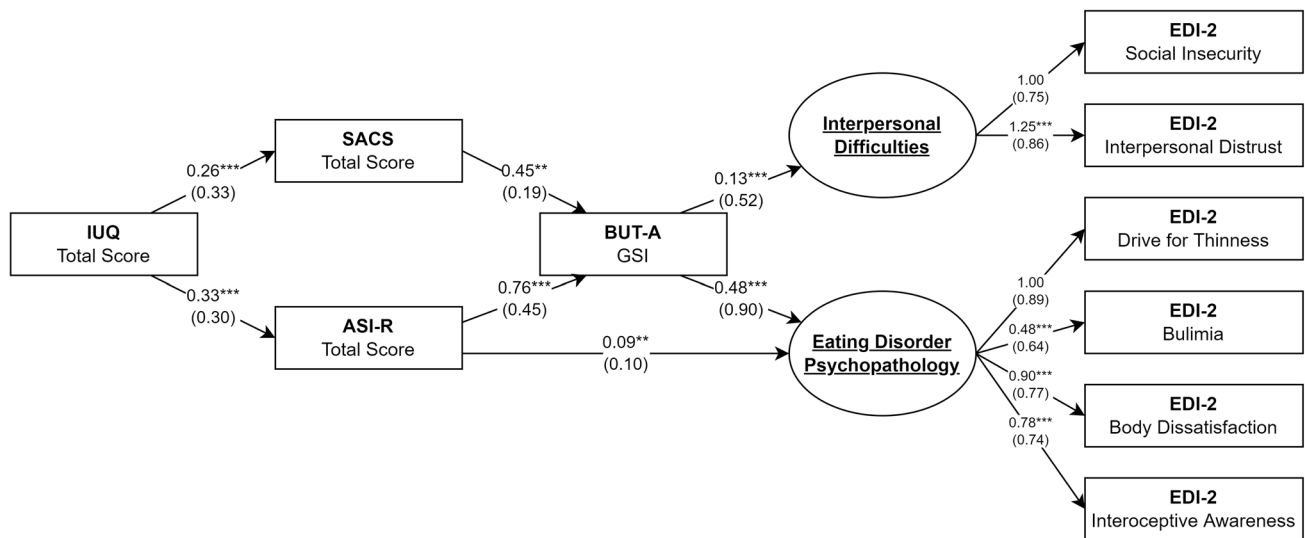 EDI-2
Social Insecurity
1.00
(0.75)
Interpersonal
Difficulties
1.25***
(0.86)
EDI-2
Interpersonal Distrust
SACS
Total Score
0.26***
(0.33)
0.45**
(0.19)
0.13***
(0.52)
IUQ
Total Score
BUT-A
GSI
EDI-2
Drive for Thinness
0.33***
(0.30)
0.76***
(0.45)
0.48***
(0.90)
1.00
(0.89)
ASI-R
Total Score
0.09**
(0.10)
Eating Disorder
Psychopathology
0.48***
(0.64)
EDI-2
Bulimia
0.90***
(0.77)
EDI-2
Body Dissatisfaction
0.78***
(0.74)
EDI-2
Interoceptive Awareness